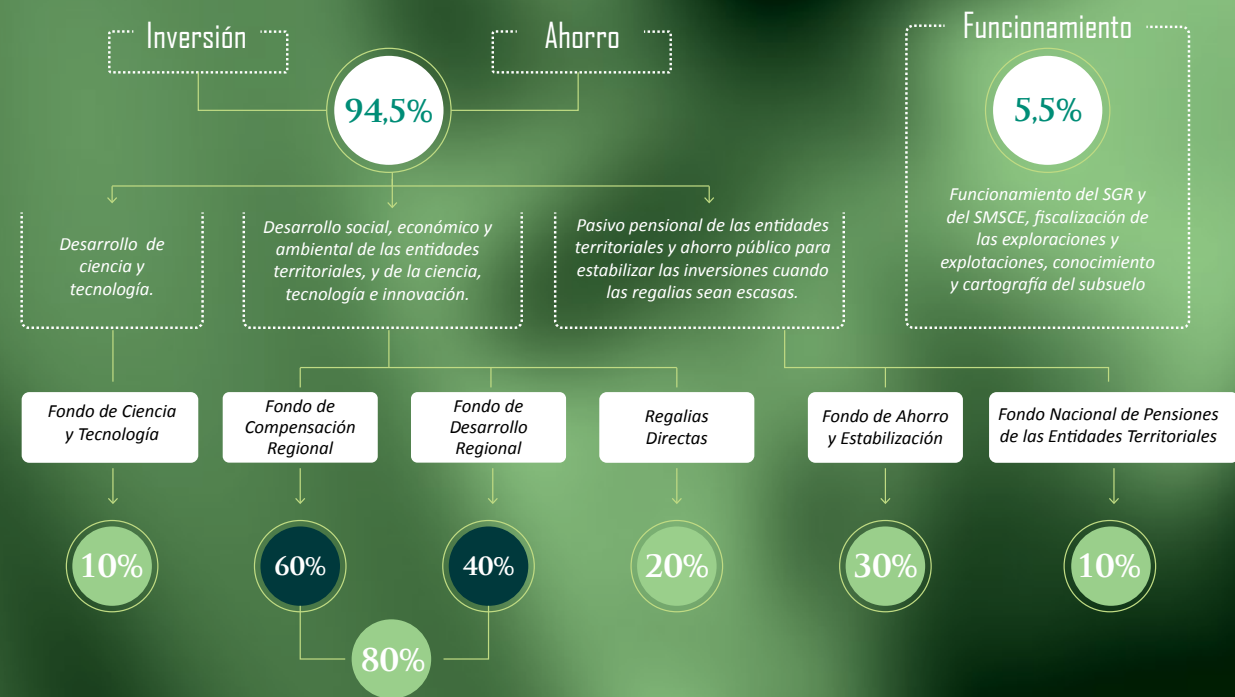 Inversión
Ahorro
94,5%
Funcionamiento
5,5%
Funcionamiento del SGR y
del SMSCE, fiscalización de
las exploraciones y
explotaciones, conocimiento
y cartografía del subsuelo
Desarrollo de
ciencia y
tecnología.
Desarrollo social, económico y
ambiental de las entidades
territoriales, y de la ciencia,
tecnología e innovación.
Pasivo pensional de las entidades
territoriales y ahorro público para
estabilizar las inversiones cuando
las regalias sean escasas.
Fondo de Ciencia
y Tecnología
Fondo de
Compensación
Regional
Fondo de
Desarrollo
Regional
Regalias
Directas
Fondo de Ahorro
y Estabilización
Fondo Nacional de Pensiones
de las Entidades Territoriales
10%
60%
40%
20%
30%
10%
80%